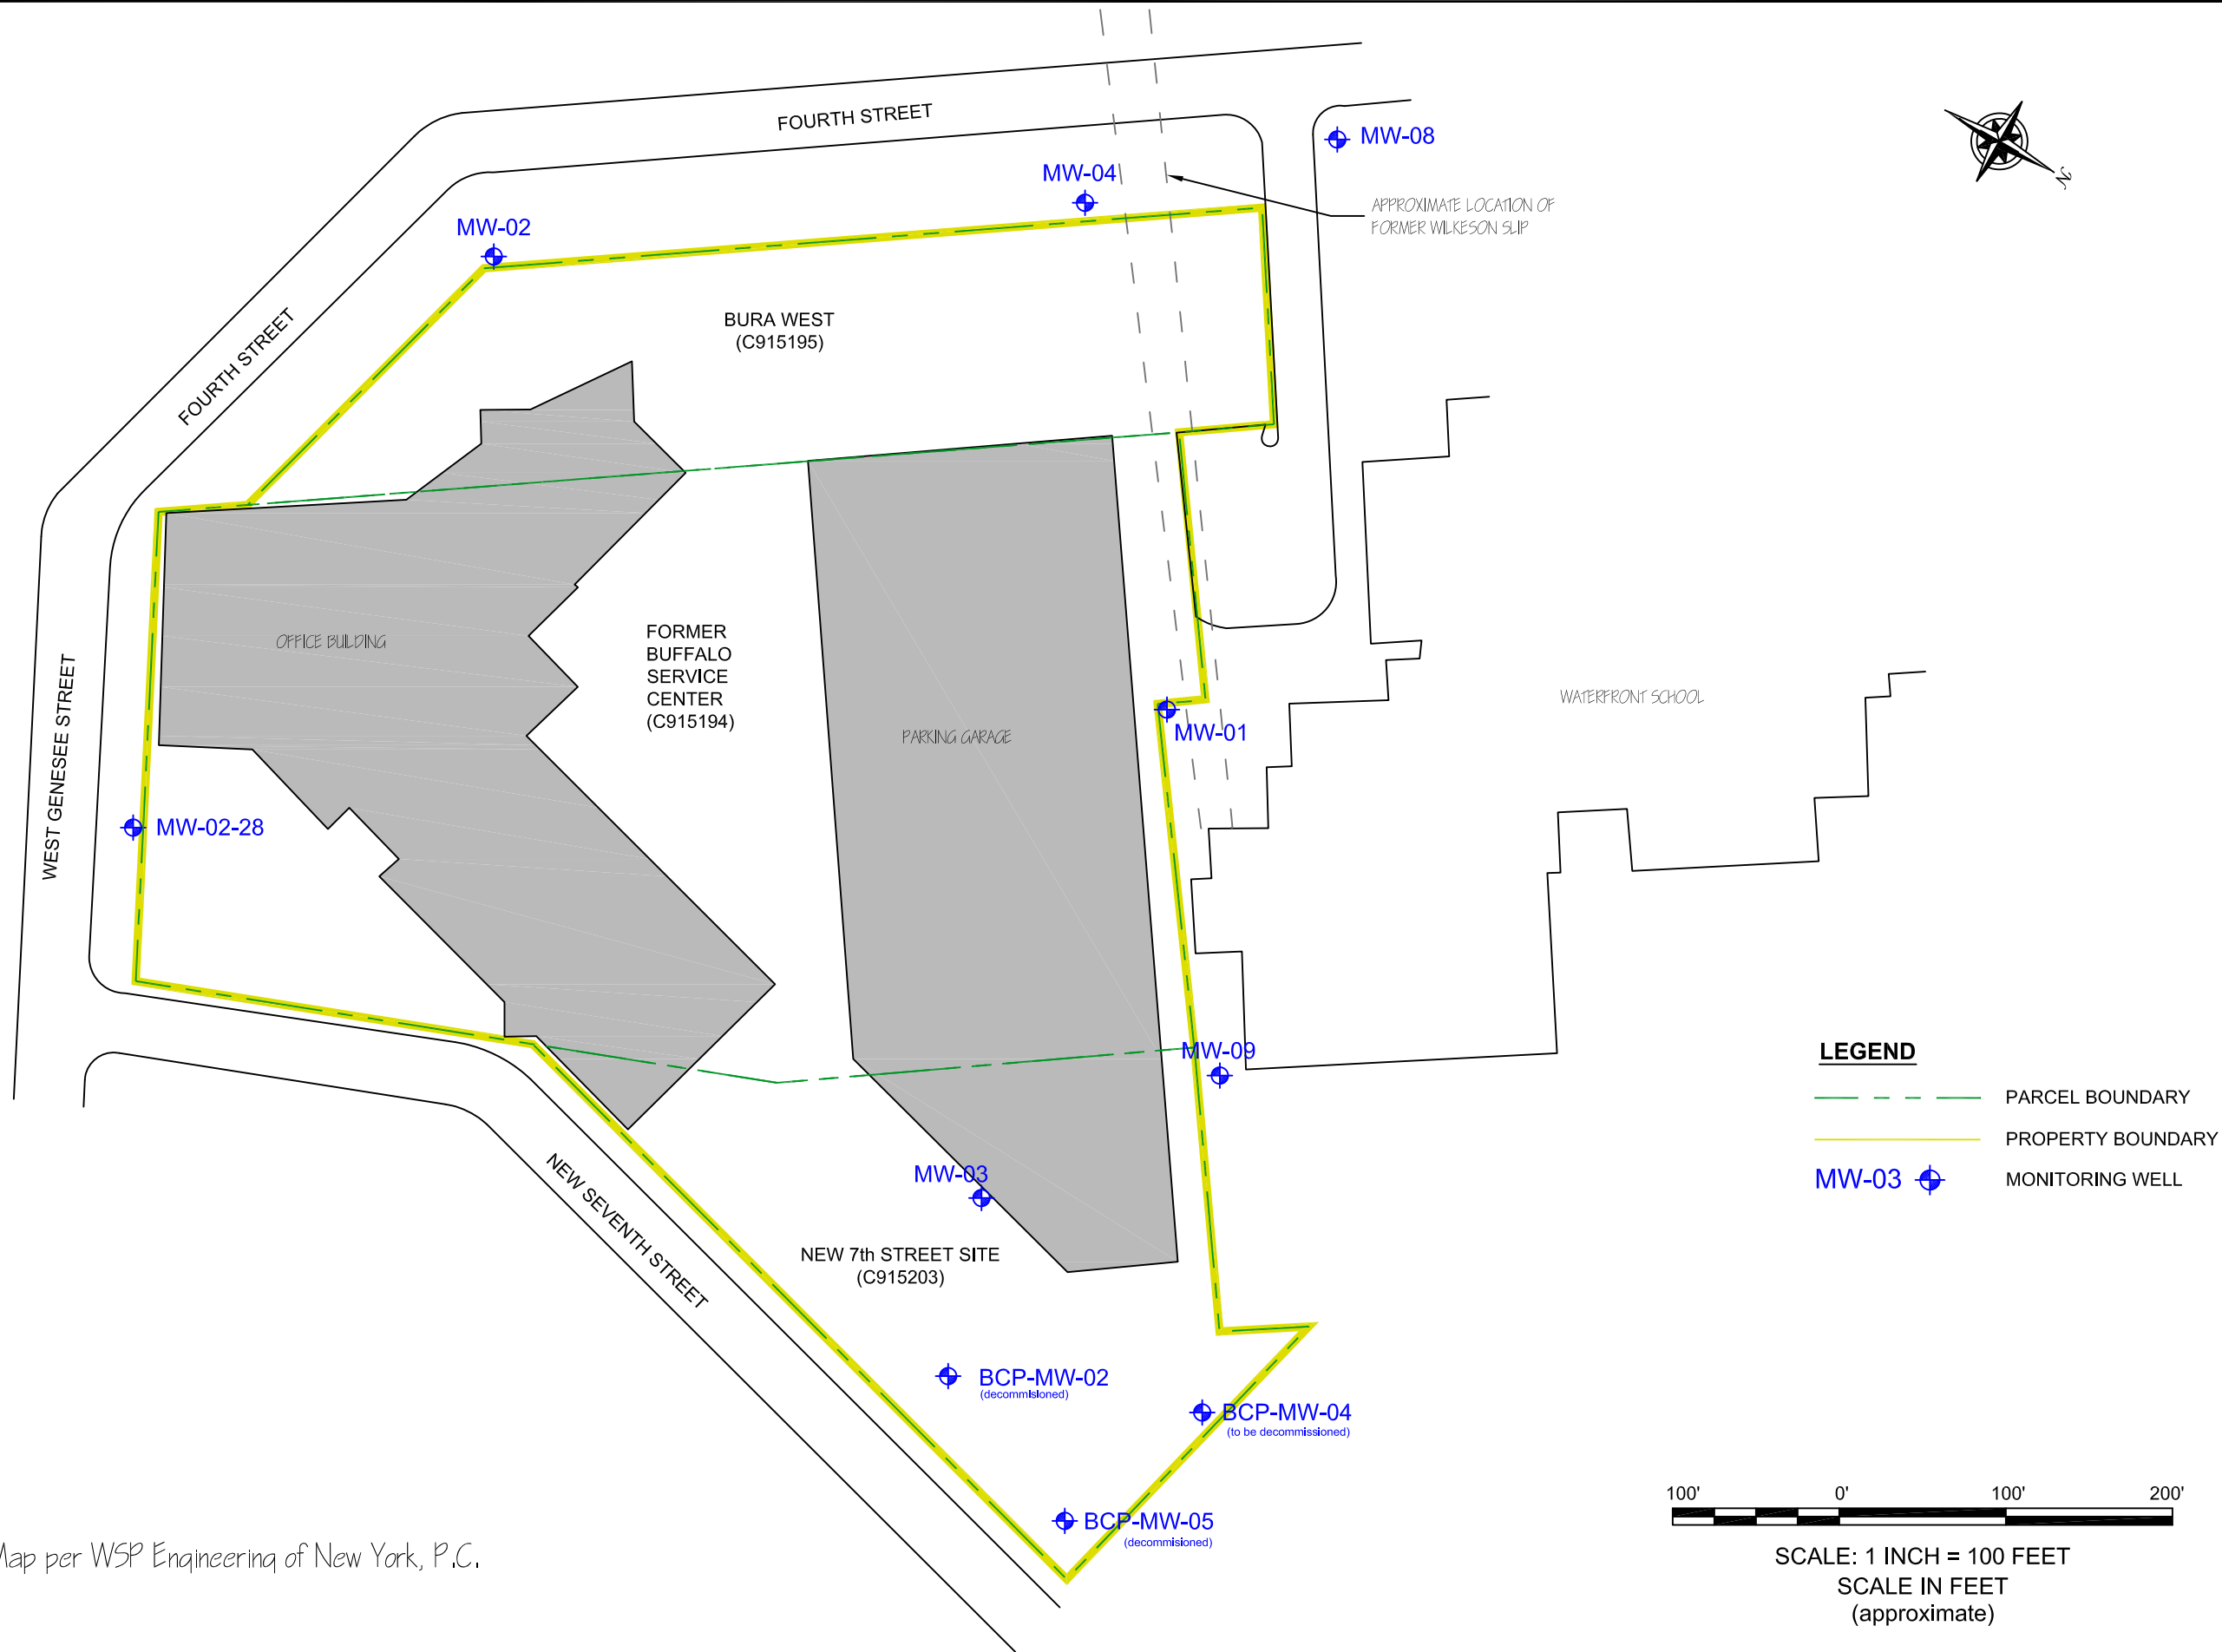 FOURTH STREET
MW-08
MW-04
APPROXIMATE LOCATION OF
FORMER WILKESON SLIP
N
MW-02
BURA WEST
(C915195)
FOURTH STREET
OFFICE BUILDING
FORMER
BUFFALO
SERVICE
CENTER
(C915194)
WATERFRONT SCHOOL
PARKING GARAGE
MW-01
WEST GENESEE STREET
MW-02-28
MW-09
LEGEND
PARCEL BOUNDARY
PROPERTY BOUNDARY
MW-03 MONITORING WELL
MW-03
NEW SEVENTH STREET
NEW 7th STREET SITE
(C915203)
BCP-MW-02
(decommisioned)
BCP-MW-04
(to be decommissioned)
BCP-MW-05
(decommisioned)
100' 0' 100' 200'
SCALE: 1 INCH = 100 FEET
SCALE IN FEET
(approximate)
Map per WSP Engineering of New York, P.C.